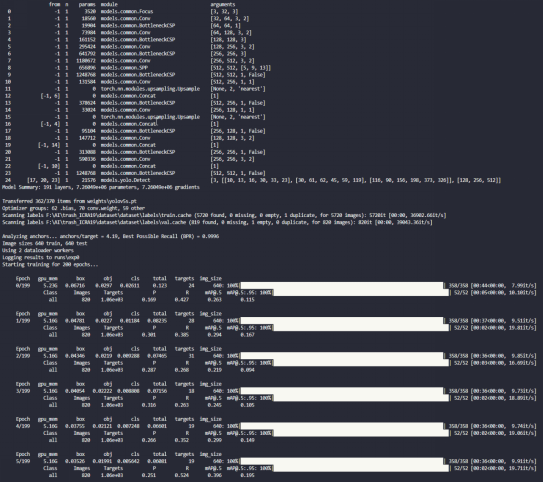 from n params module arguments
0 -1 1 3520 models.common.Focus [3, 32, 3]
1 -1 1 18560 models.common.Conv [32, 64, 3, 2]
2 -1 1 19904 models.common.BottleneckCSP [64, 64, 1]
3 -1 1 73984 models.common.Conv [64, 128, 3, 2]
4 -1 1 161152 models.common.BottleneckCSP [128, 128, 3]
5 -1 1 295424 models.common.Conv [128, 256, 3, 2]
6 -1 1 641792 models.common.BottleneckCSP [256, 256, 3]
7 -1 1 1180672 models.common.Conv [256, 512, 3, 2]
8 -1 1 656896 models.common.SPP [512, 512, [5, 9, 13]]
9 -1 1 1248768 models.common.BottleneckCSP [512, 512, 1, False]
10 -1 1 131584 models.common.Conv [512, 256, 1, 1]
11 -1 1 0 torch.nn.modules.upsampling.Upsample [None, 2, 'nearest']
12 [-1, 6] 1 0 models.common.Concat [1]
13 -1 1 378624 models.common.BottleneckCSP [512, 256, 1, False]
14 -1 1 33024 models.common.Conv [256, 128, 1, 1]
15 -1 1 0 torch.nn.modules.upsampling.Upsample [None, 2, 'nearest']
16 [-1, 4] 1 0 models.common.Concat [1]
17 -1 1 95104 models.common.BottleneckCSP [256, 128, 1, False]
18 -1 1 147712 models.common.Conv [128, 128, 3, 2]
19 [-1, 14] 1 0 models.common.Concat [1]
20 -1 1 313088 models.common.BottleneckCSP [256, 256, 1, False]
21 -1 1 590336 models.common.Conv [256, 256, 3, 2]
22 [-1, 10] 1 0 models.common.Concat [1]
23 -1 1 1248768 models.common.BottleneckCSP [512, 512, 1, False]
24 [17, 20, 23] 1 21576 models.yolo.Detect [3, [[10, 13, 16, 30, 33, 23], [30, 61, 62, 45, 59, 119], [116, 90, 156, 198, 373, 326]], [128, 256, 512]]
Model Summary: 191 layers, 7.26049e+06 parameters, 7.26049e+06 gradients
Transferred 362/370 items from weights\yolov5s.pt
Optimizer groups: 62 .bias, 70 conv.weight, 59 other
Scanning labels F:\AI\trash_ICRA19\dataset\dataset\labels\train.cache (5720 found, 0 missing, 0 empty, 1 duplicate, for 5720 images): 5720it [00:00, 36902.66it/s]
Scanning labels F:\AI\trash_ICRA19\dataset\dataset\labels\val.cache (819 found, 0 missing, 0 empty, 0 duplicate, for 820 images): 820it [00:00, 39043.36it/s]
Analyzing anchors... anchors/target = 4.19, Best Possible Recall (BPR) = 0.9996
Image sizes 640 train, 640 test
Using 2 dataloader workers
Logging results to runs\exp0
Starting training for 200 epochs...
Epoch gpu_mem box obj cls total targets img_size
0/199 5.23G 0.06716 0.0297 0.02611 0.123 24 640: 100% 358/358 [00:44<00:00, 7.99it/s]
Class Images Targets P R mAP@.5 mAP@.5:.95: 100% 52/52 [00:05<00:00, 10.10it/s]
all 820 1.06e+03 0.169 0.427 0.263 0.115
Epoch gpu_mem box obj cls total targets img_size
1/199 5.16G 0.04781 0.0227 0.01184 0.08235 28 640: 100% 358/358 [00:37<00:00, 9.51it/s]
Class Images Targets P R mAP@.5 mAP@.5:.95: 100% 52/52 [00:02<00:00, 19.81it/s]
all 820 1.06e+03 0.301 0.385 0.294 0.167
Epoch gpu_mem box obj cls total targets img_size
2/199 5.16G 0.04346 0.0219 0.009288 0.07465 31 640: 100% 358/358 [00:36<00:00, 9.85it/s]
Class Images Targets P R mAP@.5 mAP@.5:.95: 100% 52/52 [00:03<00:00, 16.69it/s]
all 820 1.06e+03 0.287 0.260 0.219 0.094
Epoch gpu_mem box obj cls total targets img_size
3/199 5.16G 0.04054 0.02222 0.008808 0.07156 18 640: 100% 358/358 [00:36<00:00, 9.73it/s]
Class Images Targets P R mAP@.5 mAP@.5:.95: 100% 52/52 [00:02<00:00, 18.89it/s]
all 820 1.06e+03 0.316 0.263 0.245 0.105
Epoch gpu_mem box obj cls total targets img_size
4/199 5.16G 0.03755 0.02121 0.007248 0.06601 19 640: 100% 358/358 [00:36<00:00, 9.74it/s]
Class Images Targets P R mAP@.5 mAP@.5:.95: 100% 52/52 [00:02<00:00, 19.06it/s]
all 820 1.06e+03 0.266 0.352 0.299 0.149
Epoch gpu_mem box obj cls total targets img_size
5/199 5.16G 0.03526 0.01991 0.005642 0.06081 19 640: 100% 358/358 [00:36<00:00, 9.91it/s]
Class Images Targets P R mAP@.5 mAP@.5:.95: 100% 52/52 [00:02<00:00, 19.71it/s]
all 820 1.06e+03 0.251 0.524 0.396 0.195